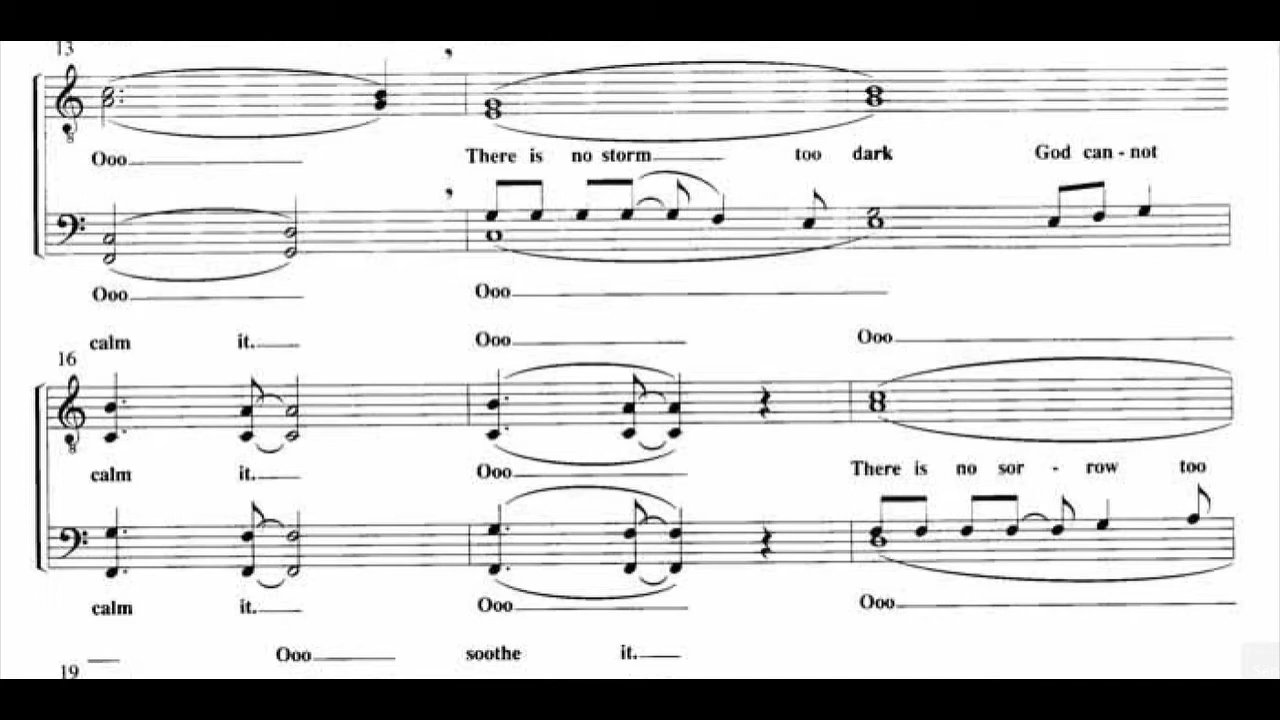 13
Ooo
There is no storm too dark God can - not
Ooo Ooo
calm it. Ooo Ooo
16
calm it. Ooo There is no sor - row too
calm it. Ooo Ooo
Ooo soothe it.
19